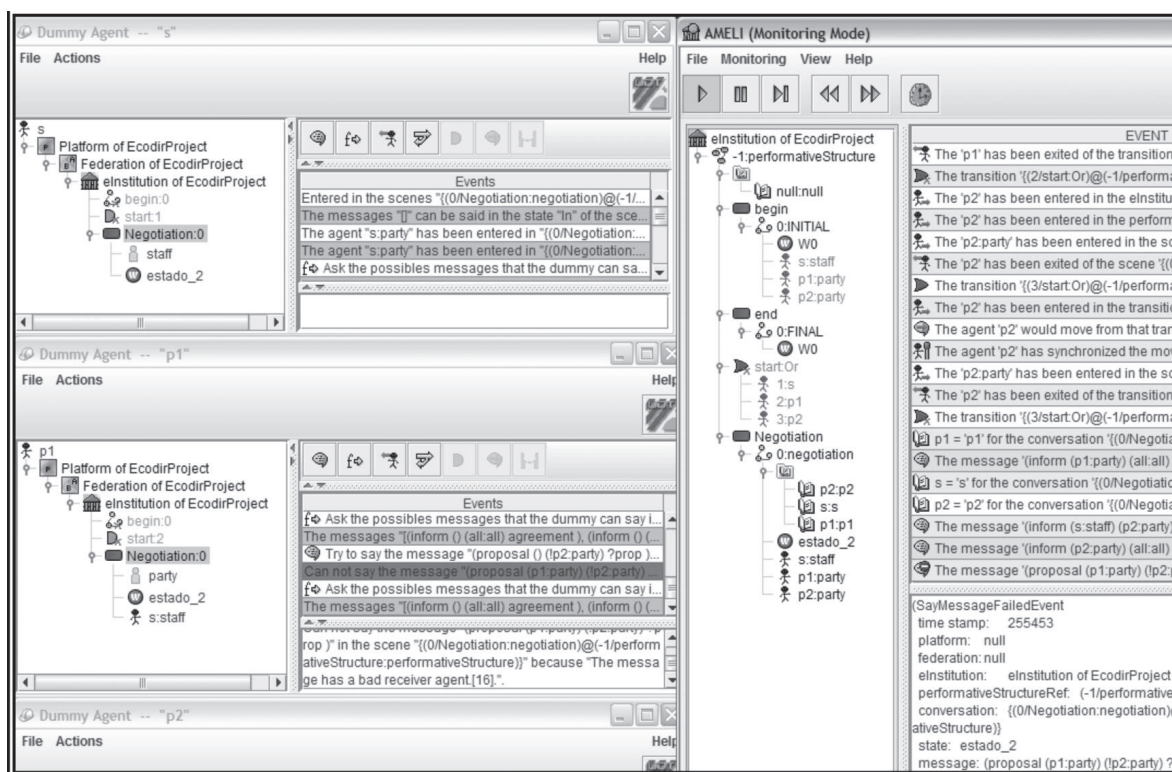 Dummy Agent -- "s"
File Actions
Help
s
Platform of EcodirProject
Federation of EcodirProject
eInstitution of EcodirProject
begin:0
start:1
Negotiation:0
staff
estado_2
Events
Entered in the scenes "{(0/Negotiation:negotiation)@(-1/...
The messages "[]" can be said in the state "In" of the sce...
The agent "s:party" has been entered in "{(0/Negotiation:...
The agent "s:party" has been entered in "{(0/Negotiation:...
Ask the possibles messages that the dummy can sa...
Dummy Agent -- "p1"
File Actions
Help
p1
Platform of EcodirProject
Federation of EcodirProject
eInstitution of EcodirProject
begin:0
start:2
Negotiation:0
party
estado_2
s:staff
Events
Ask the possibles messages that the dummy can say i...
The messages "[(inform () (all:all) agreement ), (inform () (...
Try to say the message "(proposal () (!p2:party) ?prop )...
Can not say the message "(proposal (p1:party) (!p2:party) ...
Ask the possibles messages that the dummy can say i...
The messages "[(inform () (all:all) agreement ), (inform () (...
rop )" in the scene "{(0/Negotiation:negotiation)@(-1/perform
ativeStructure:performativeStructure)}" because "The messa
ge has a bad receiver agent.[16].".
Dummy Agent -- "p2"
File Actions
Help
AMELI (Monitoring Mode)
File Monitoring View Help
eInstitution of EcodirProject
-1:performativeStructure
null:null
begin
0:INITIAL
W0
s:staff
p1:party
p2:party
end
0:FINAL
W0
start:Or
1:s
2:p1
3:p2
Negotiation
0:negotiation
p2:p2
s:s
p1:p1
estado_2
s:staff
p1:party
p2:party
EVENT
The 'p1' has been exited of the transition
The transition '{(2/start:Or)@(-1/performa
The 'p2' has been entered in the eInstitu
The 'p2' has been entered in the perform
The 'p2:party' has been entered in the sc
The 'p2' has been exited of the scene '{(0
The transition '{(3/start:Or)@(-1/performa
The 'p2' has been entered in the transitio
The agent 'p2' would move from that tran
The agent 'p2' has synchronized the mov
The 'p2:party' has been entered in the sc
The 'p2' has been exited of the transition
The transition '{(3/start:Or)@(-1/performa
p1 = 'p1' for the conversation '{(0/Negotia
The message '(inform (p1:party) (all:all)
s = 's' for the conversation '{(0/Negotiatio
p2 = 'p2' for the conversation '{(0/Negotia
The message '(inform (s:staff) (p2:party)
The message '(inform (p2:party) (all:all)
The message '(proposal (p1:party) (!p2:p
(SayMessageFailedEvent
time stamp: 255453
platform: null
federation: null
eInstitution: eInstitution of EcodirProject
performativeStructureRef: (-1/performative
conversation: {(0/Negotiation:negotiation)@
ativeStructure)}
state: estado_2
message: (proposal (p1:party) (!p2:party) ?